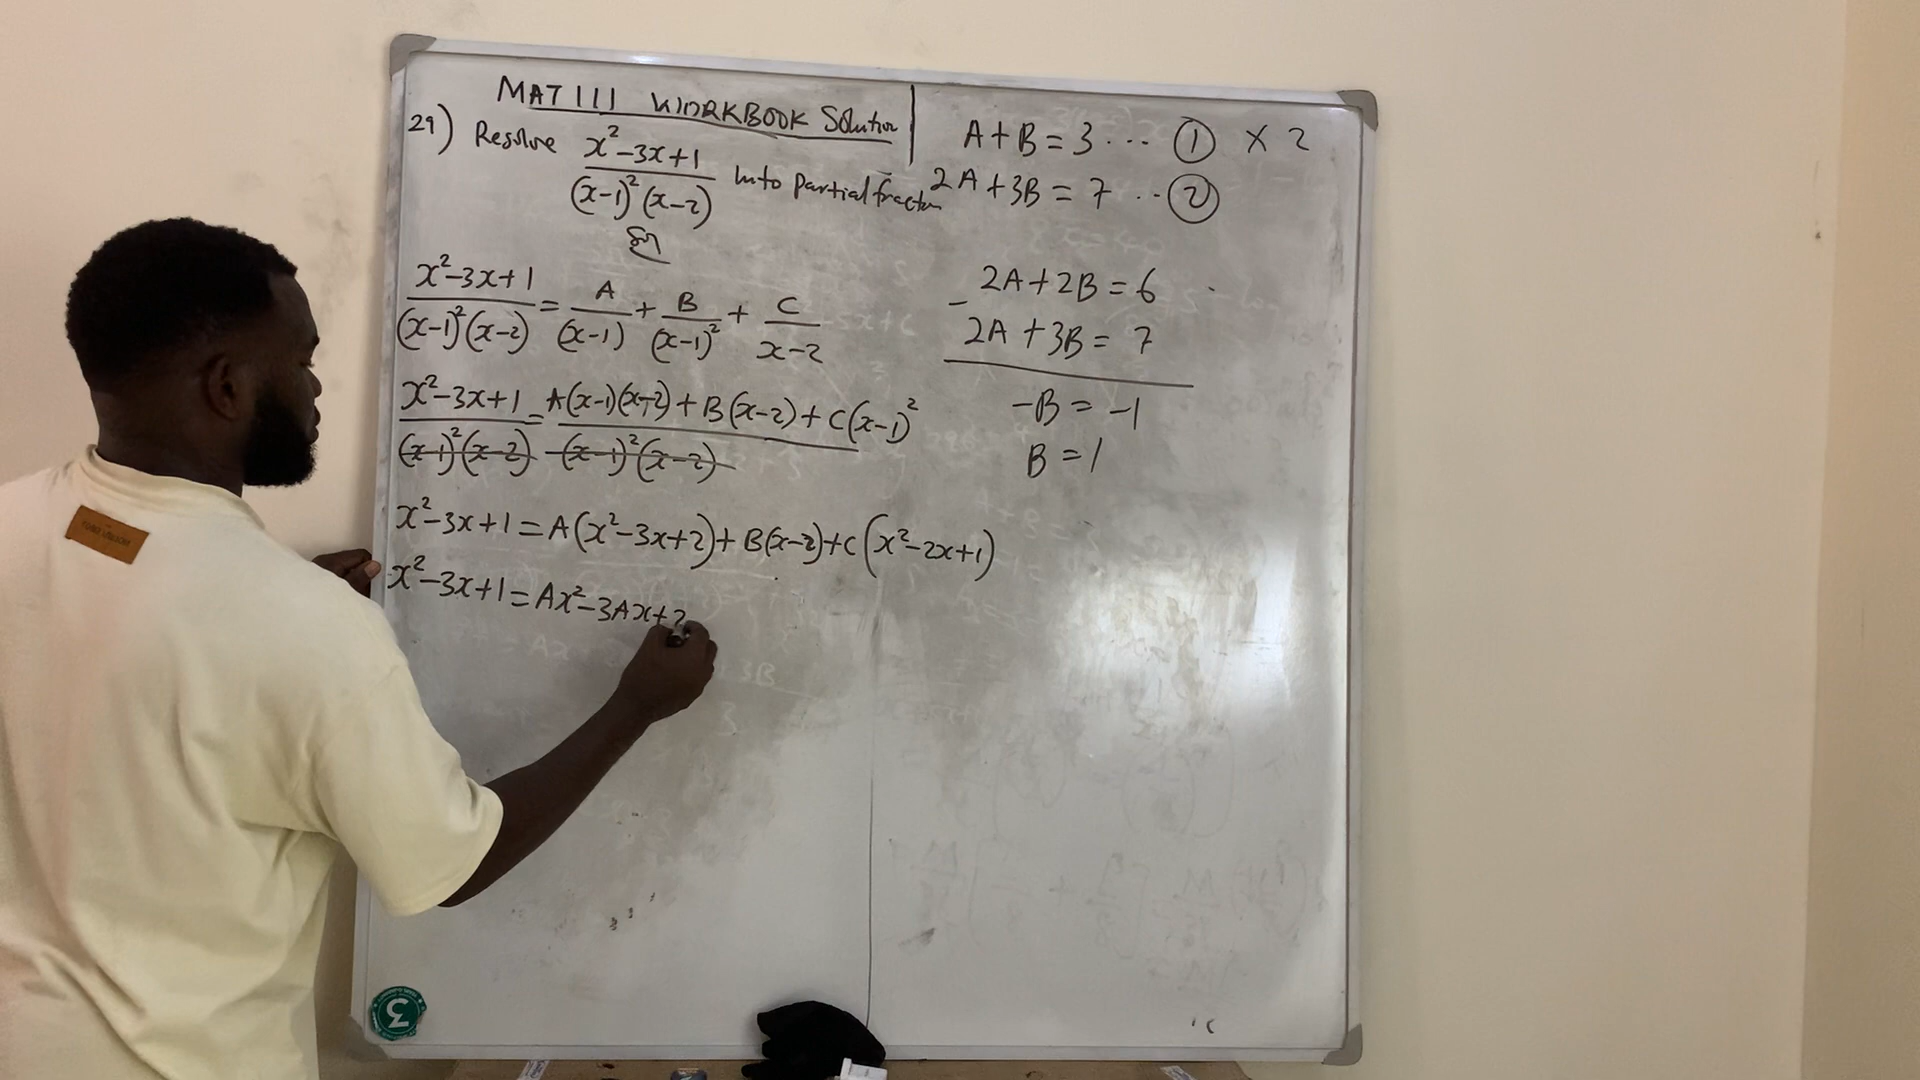 MAT 111 WORKBOOK Solution
29) Resolve x²-3x+1 / (x-1)²(x-2) into partial fraction
Sol
x²-3x+1 / (x-1)²(x-2) = A / (x-1) + B / (x-1)² + C / x-2
x²-3x+1 / (x-1)²(x-2) = A(x-1)(x-2) + B(x-2) + C(x-1)² / (x-1)²(x-2)
x²-3x+1 = A(x²-3x+2) + B(x-2) + C(x²-2x+1)
x²-3x+1 = Ax²-3Ax+2
A+B=3 ... ① × 2
2A+3B=7 .. ②
2A+2B=6
- 2A+3B=7
-B=-1
B=1
3